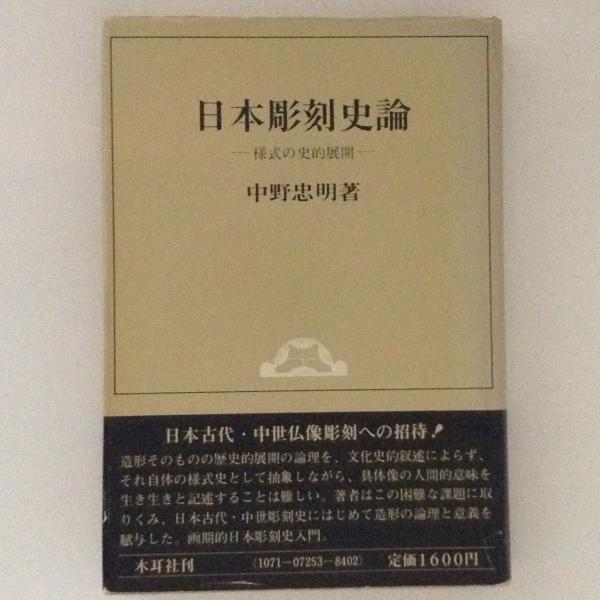 日本彫刻史論
―様式の史的展開―
中野忠明著
日本古代・中世仏像彫刻への招待!
造形そのものの歴史的展開の論理を、文化史的叙述によらず、
それ自体の様式史として抽象しながら、具体像の人間的意味を
生き生きと記述することは難しい。著者はこの困難な課題に取
りくみ、日本古代・中世彫刻史にはじめて造形の論理と意義を
賦与した。画期的日本彫刻史入門。
木耳社刊 (1071―07253―8402) 定価1600円